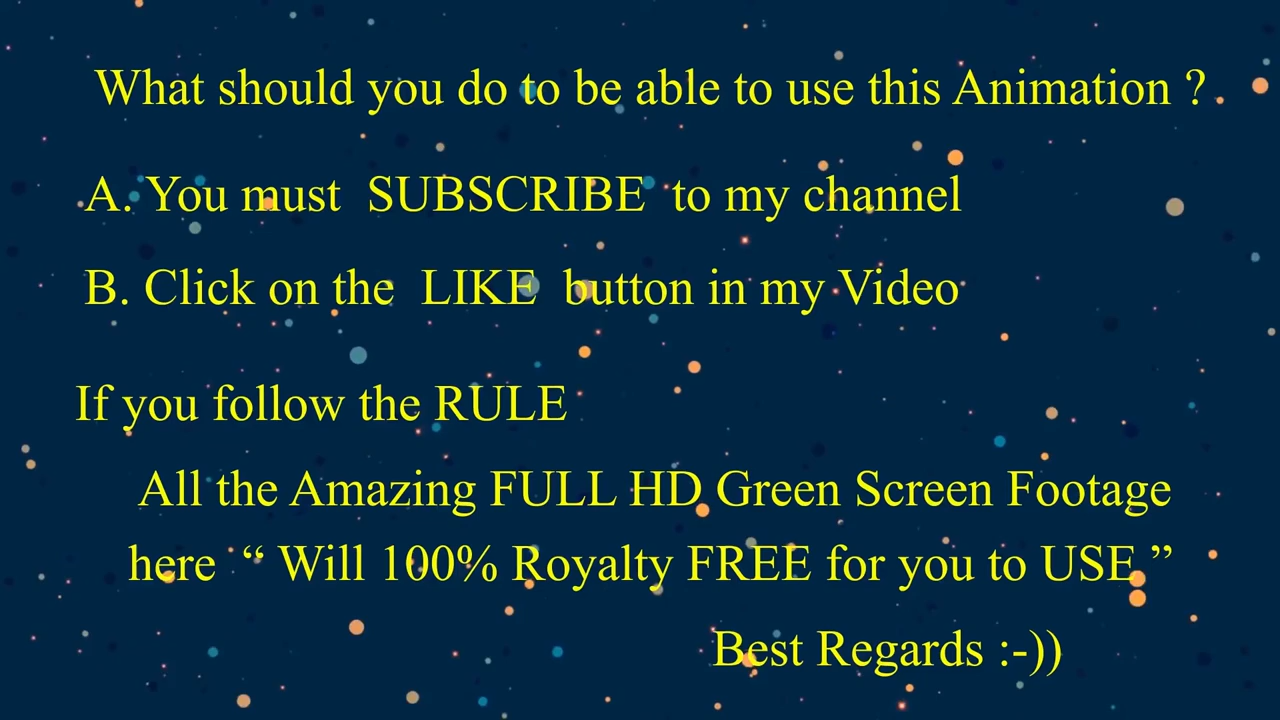 What should you do to be able to use this Animation ?
A. You must SUBSCRIBE to my channel
B. Click on the LIKE button in my Video
If you follow the RULE
All the Amazing FULL HD Green Screen Footage
here “ Will 100% Royalty FREE for you to USE ”
Best Regards :-))